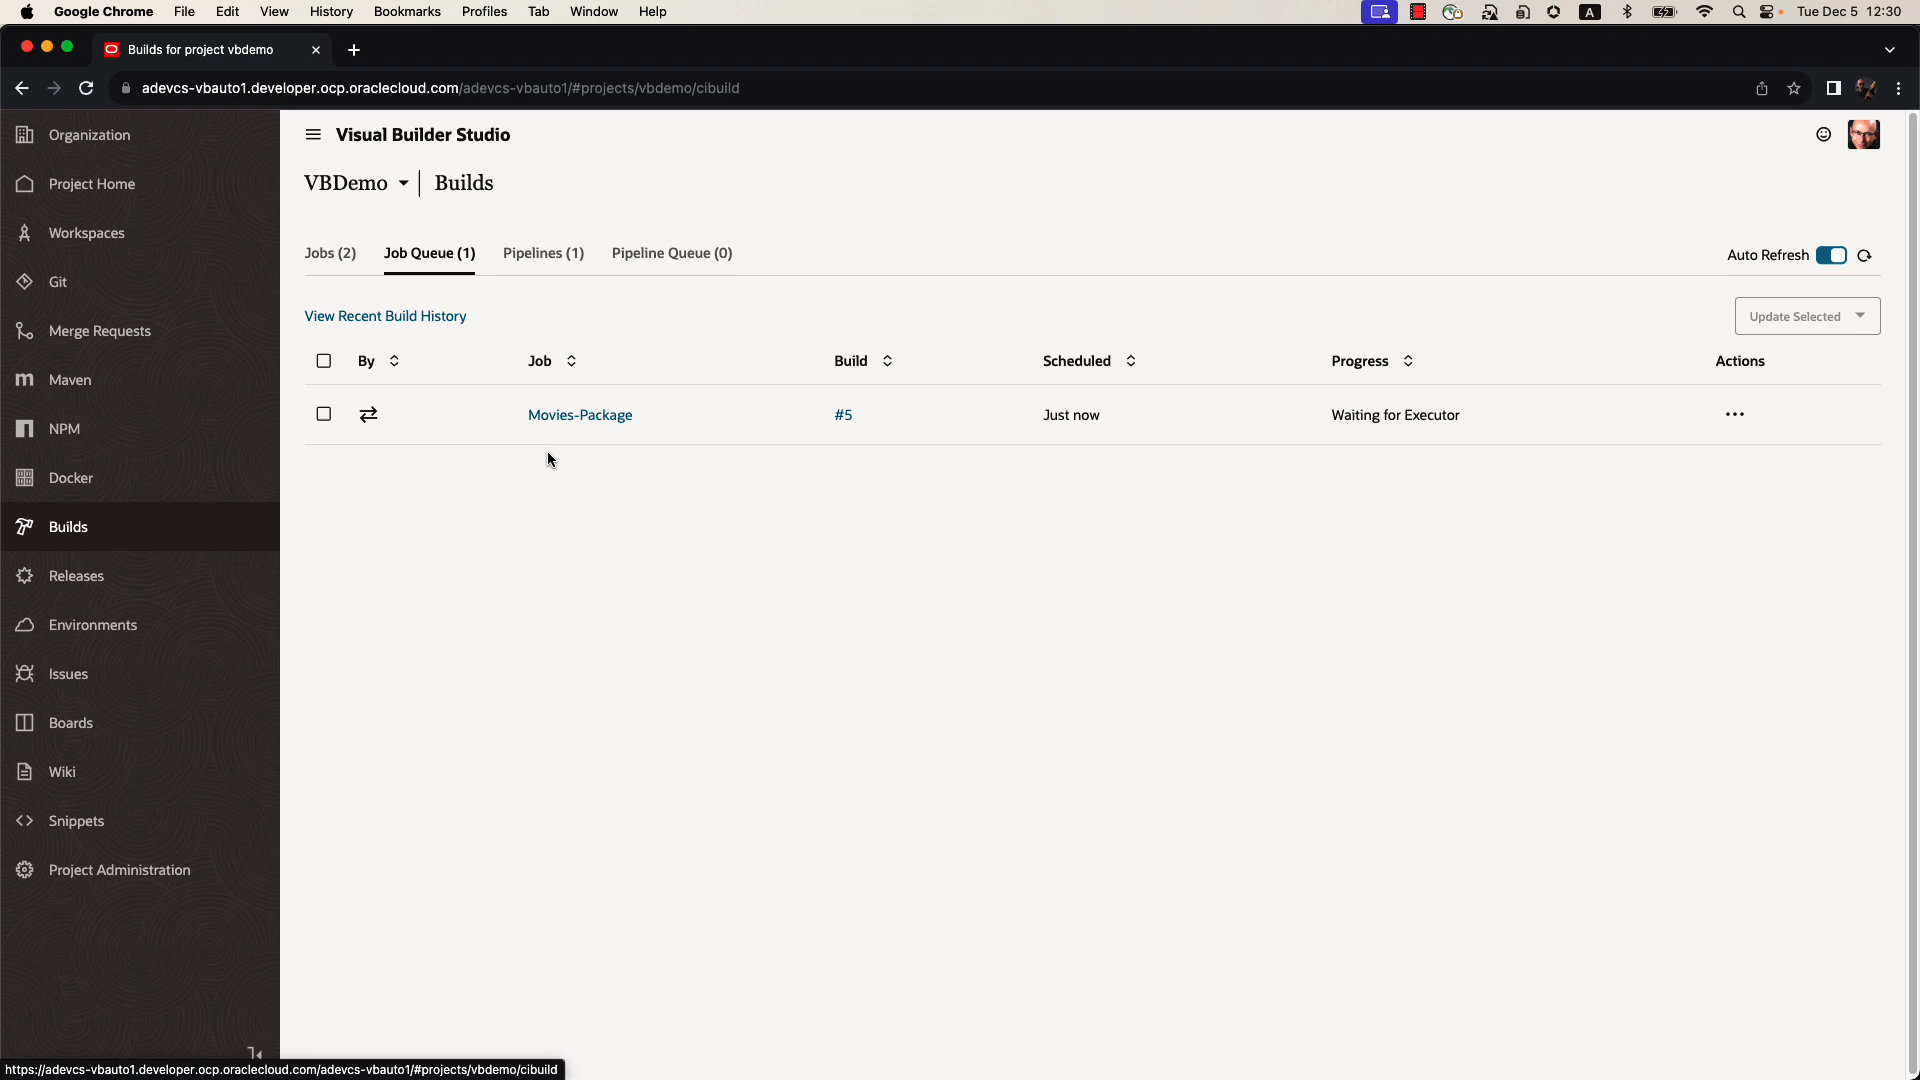 Google Chrome File Edit View History Bookmarks Profiles Tab Window Help A Tue Dec 5 12:30
Builds for project vbdemo
adevcs-vbauto1.developer.ocp.oraclecloud.com/adevcs-vbauto1/#projects/vbdemo/cibuild
Organization
Project Home
Workspaces
Git
Merge Requests
Maven
NPM
Docker
Builds
Releases
Environments
Issues
Boards
Wiki
Snippets
Project Administration
Visual Builder Studio
VBDemo Builds
Jobs (2) Job Queue (1) Pipelines (1) Pipeline Queue (0) Auto Refresh
View Recent Build History Update Selected
By Job Build Scheduled Progress Actions
Movies-Package #5 Just now Waiting for Executor
https://adevcs-vbauto1.developer.ocp.oraclecloud.com/adevcs-vbauto1/#projects/vbdemo/cibuild